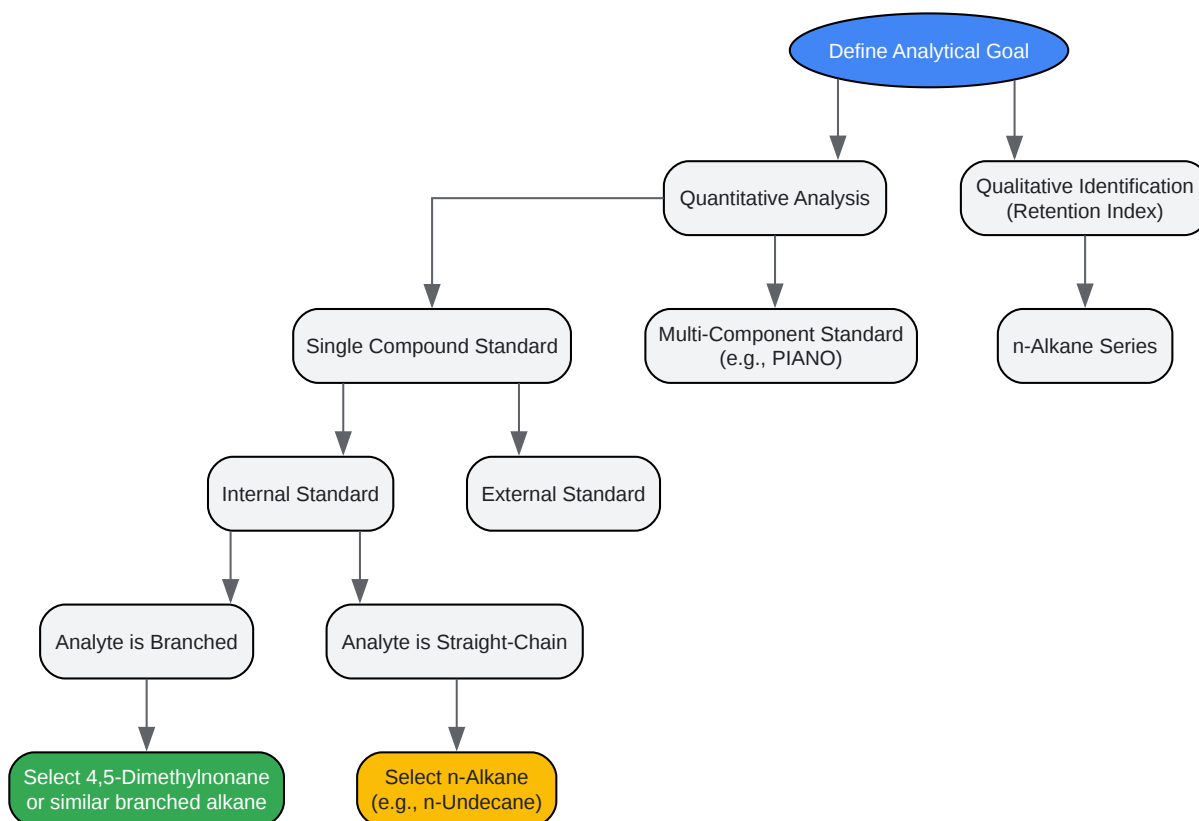 Define Analytical Goal
Quantitative Analysis
Qualitative Identification
(Retention Index)
Single Compound Standard
Multi-Component Standard
(e.g., PIANO)
n-Alkane Series
Internal Standard
External Standard
Analyte is Branched
Analyte is Straight-Chain
Select 4,5-Dimethylnonane
or similar branched alkane
Select n-Alkane
(e.g., n-Undecane)